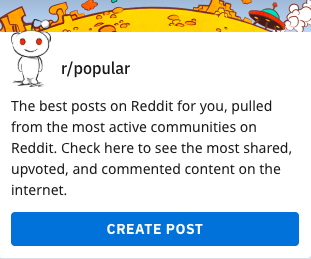 r/popular
The best posts on Reddit for you, pulled
from the most active communities on
Reddit. Check here to see the most shared,
upvoted, and commented content on the
internet.
CREATE POST